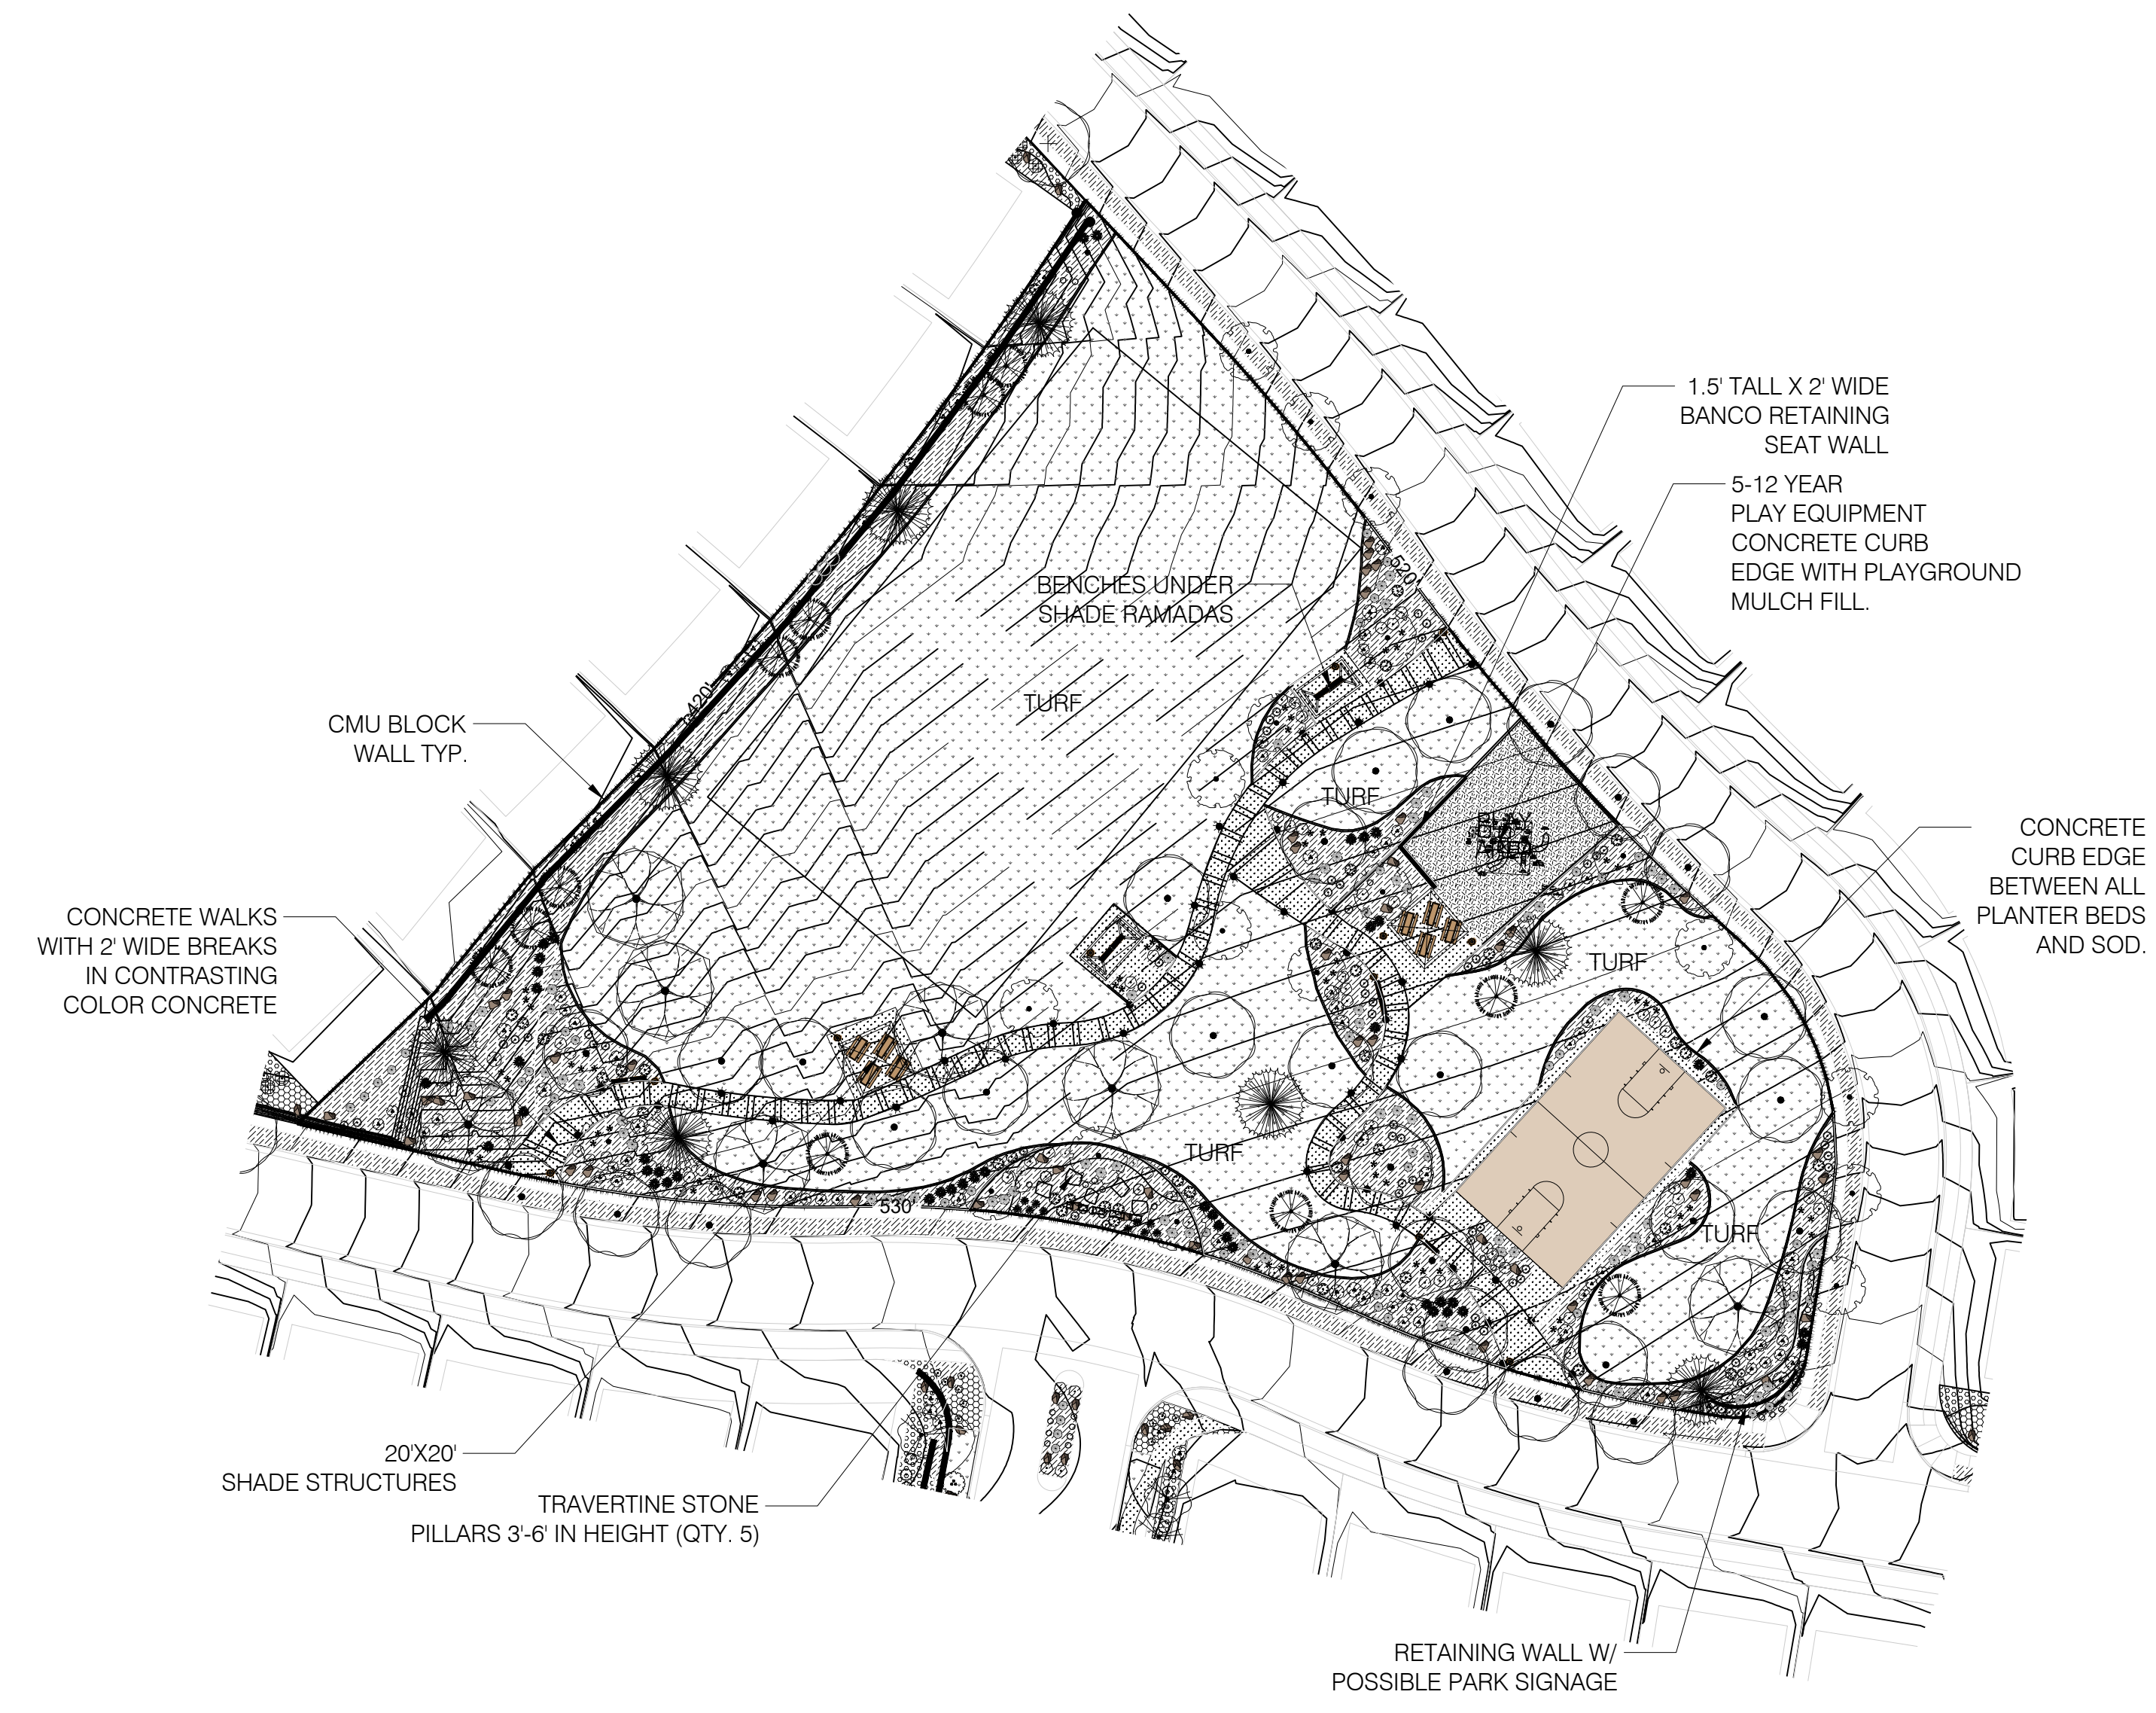 1.5' TALL X 2' WIDE
BANCO RETAINING
SEAT WALL
5-12 YEAR
PLAY EQUIPMENT
CONCRETE CURB
EDGE WITH PLAYGROUND
MULCH FILL.
520'
BENCHES UNDER
SHADE RAMADAS
TURF
420'
CMU BLOCK
WALL TYP.
TURF
CONCRETE
CURB EDGE
BETWEEN ALL
PLANTER BEDS
AND SOD.
CONCRETE WALKS
WITH 2' WIDE BREAKS
IN CONTRASTING
COLOR CONCRETE
TURF
TURF
530
TURF
20'X20'
SHADE STRUCTURES
TRAVERTINE STONE
PILLARS 3'-6' IN HEIGHT (QTY. 5)
RETAINING WALL W/
POSSIBLE PARK SIGNAGE